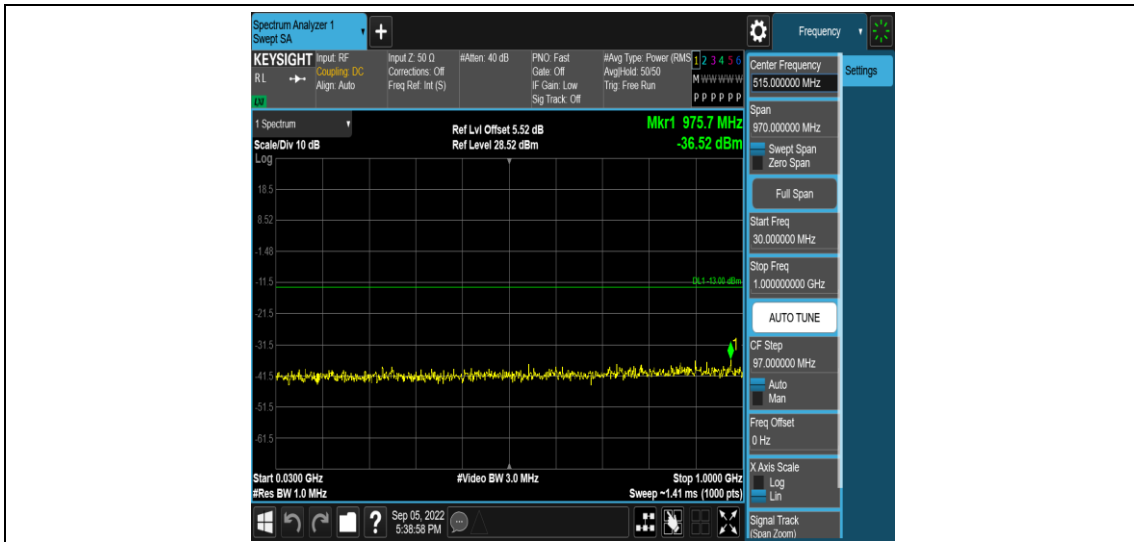 Spectrum Analyzer 1
Swept SA
Frequency
KEYSIGHT
RL
LXI
Input: RF
Coupling: DC
Align: Auto
Input Z: 50 Ω
Corrections: Off
Freq Ref: Int (S)
#Atten: 40 dB
PNO: Fast
Gate: Off
IF Gain: Low
Sig Track: Off
#Avg Type: Power (RMS
Avg|Hold: 50/50
Trig: Free Run
1 2 3 4 5 6
M W W W W W
P P P P P P
Center Frequency
515.000000 MHz
Settings
1 Spectrum
Scale/Div 10 dB
Log
Ref Lvl Offset 5.52 dB
Ref Level 28.52 dBm
Mkr1 975.7 MHz
-36.52 dBm
18.5
8.52
-1.48
-11.5
-21.5
-31.5
-41.5
-51.5
-61.5
DL1 -13.00 dBm
1
Start 0.0300 GHz
#Res BW 1.0 MHz
#Video BW 3.0 MHz
Stop 1.0000 GHz
Sweep ~1.41 ms (1000 pts)
Span
970.000000 MHz
Swept Span
Zero Span
Full Span
Start Freq
30.000000 MHz
Stop Freq
1.000000000 GHz
AUTO TUNE
CF Step
97.000000 MHz
Auto
Man
Freq Offset
0 Hz
X Axis Scale
Log
Lin
Signal Track
(Span Zoom)
?
Sep 05, 2022
5:38:58 PM